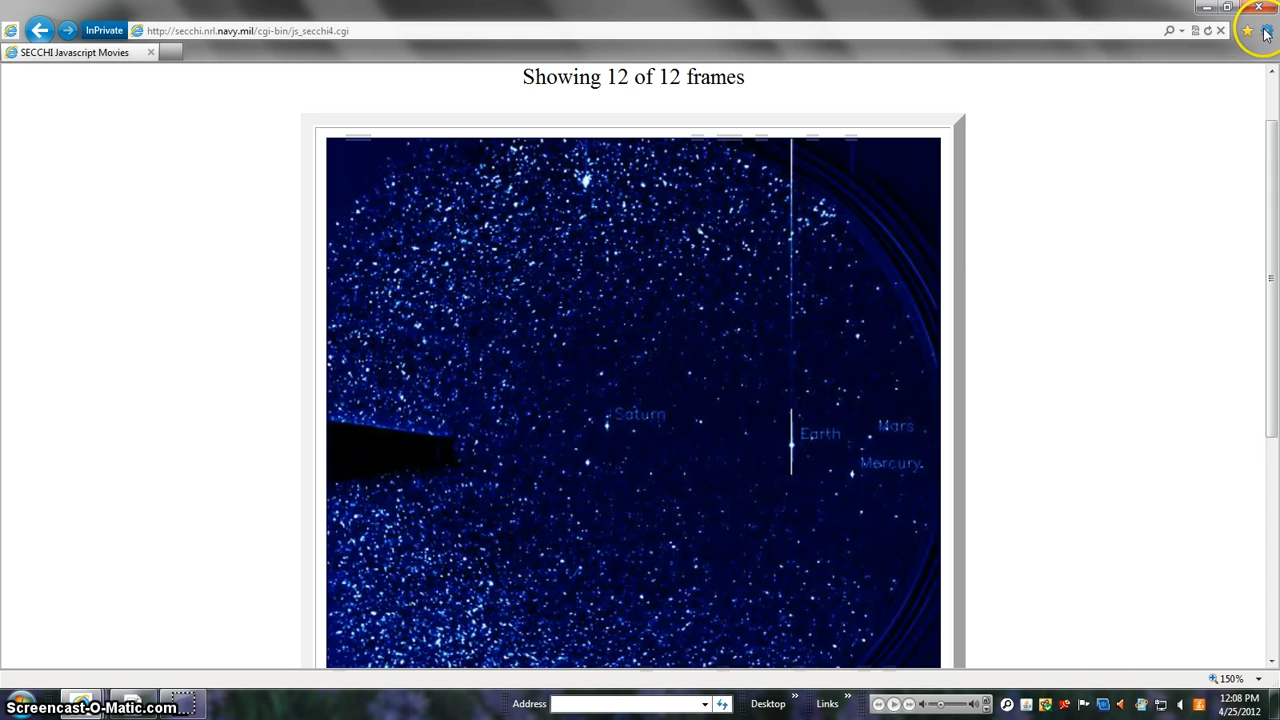 InPrivate
http://secchi.nrl.navy.mil/cgi-bin/js_secchi4.cgi
SECCHI Javascript Movies
Showing 12 of 12 frames
Saturn
Earth
Mars
Mercury
150%
Screencast-O-Matic.com
Address
Desktop
Links
12:08 PM
4/25/2012